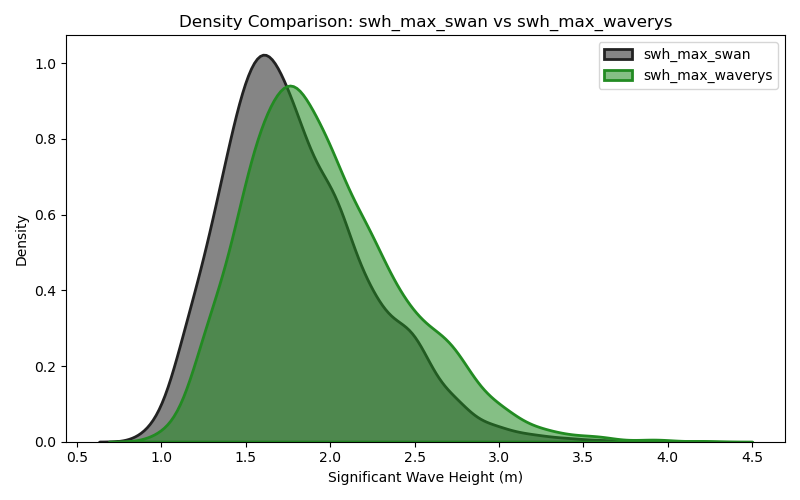 Density Comparison: swh_max_swan vs swh_max_waverys
swh_max_swan
swh_max_waverys
Density
1.0
0.8
0.6
0.4
0.2
0.0
0.5 1.0 1.5 2.0 2.5 3.0 3.5 4.0 4.5
Significant Wave Height (m)